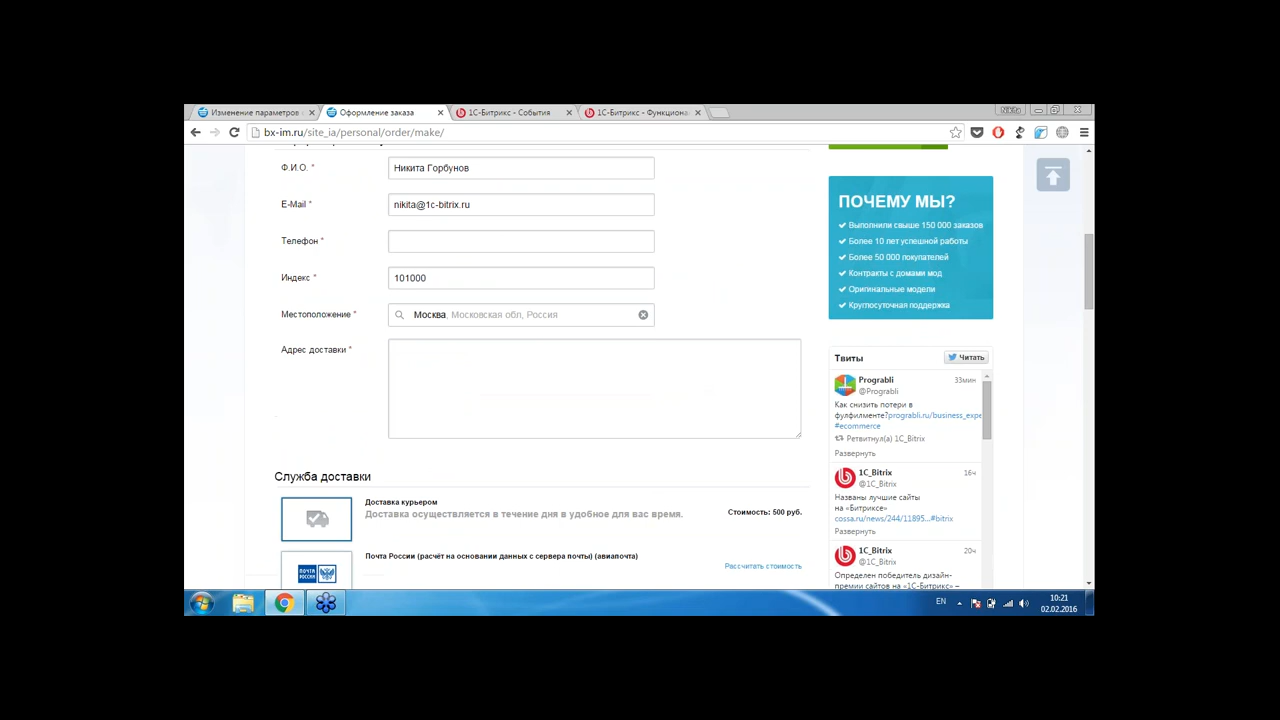 Изменение параметров
Оформление заказа
1С-Битрикс - События
1С-Битрикс - Функциона
Nikita
bx-im.ru/site_ia/personal/order/make/
Ф.И.О. *
Никита Горбунов
E-Mail *
nikita@1c-bitrix.ru
Телефон *
Индекс *
101000
Местоположение *
Москва, Московская обл, Россия
Адрес доставки *
Служба доставки
Доставка курьером
Доставка осуществляется в течение дня в удобное для вас время.
Стоимость: 500 руб.
Почта России (расчёт на основании данных с сервера почты) (авиапочта)
Рассчитать стоимость
ПОЧТА
РОССИИ
ПОЧЕМУ МЫ?
Выполнили свыше 150 000 заказов
Более 10 лет успешной работы
Более 50 000 покупателей
Контракты с домами мод
Оригинальные модели
Круглосуточная поддержка
Твиты
Читать
Prograbli
33мин
@Prograbli
Как снизить потери в
фулфилменте?prograbli.ru/business_expe
#ecommerce
Ретвитнул(а) 1C_Bitrix
Развернуть
1C_Bitrix
16ч
@1C_Bitrix
Названы лучшие сайты
на «Битриксе»
cossa.ru/news/244/11895…#bitrix
Развернуть
1C_Bitrix
20ч
@1C_Bitrix
Определен победитель дизайн-
премии сайтов на «1С-Битрикс» –
EN
10:21
02.02.2016